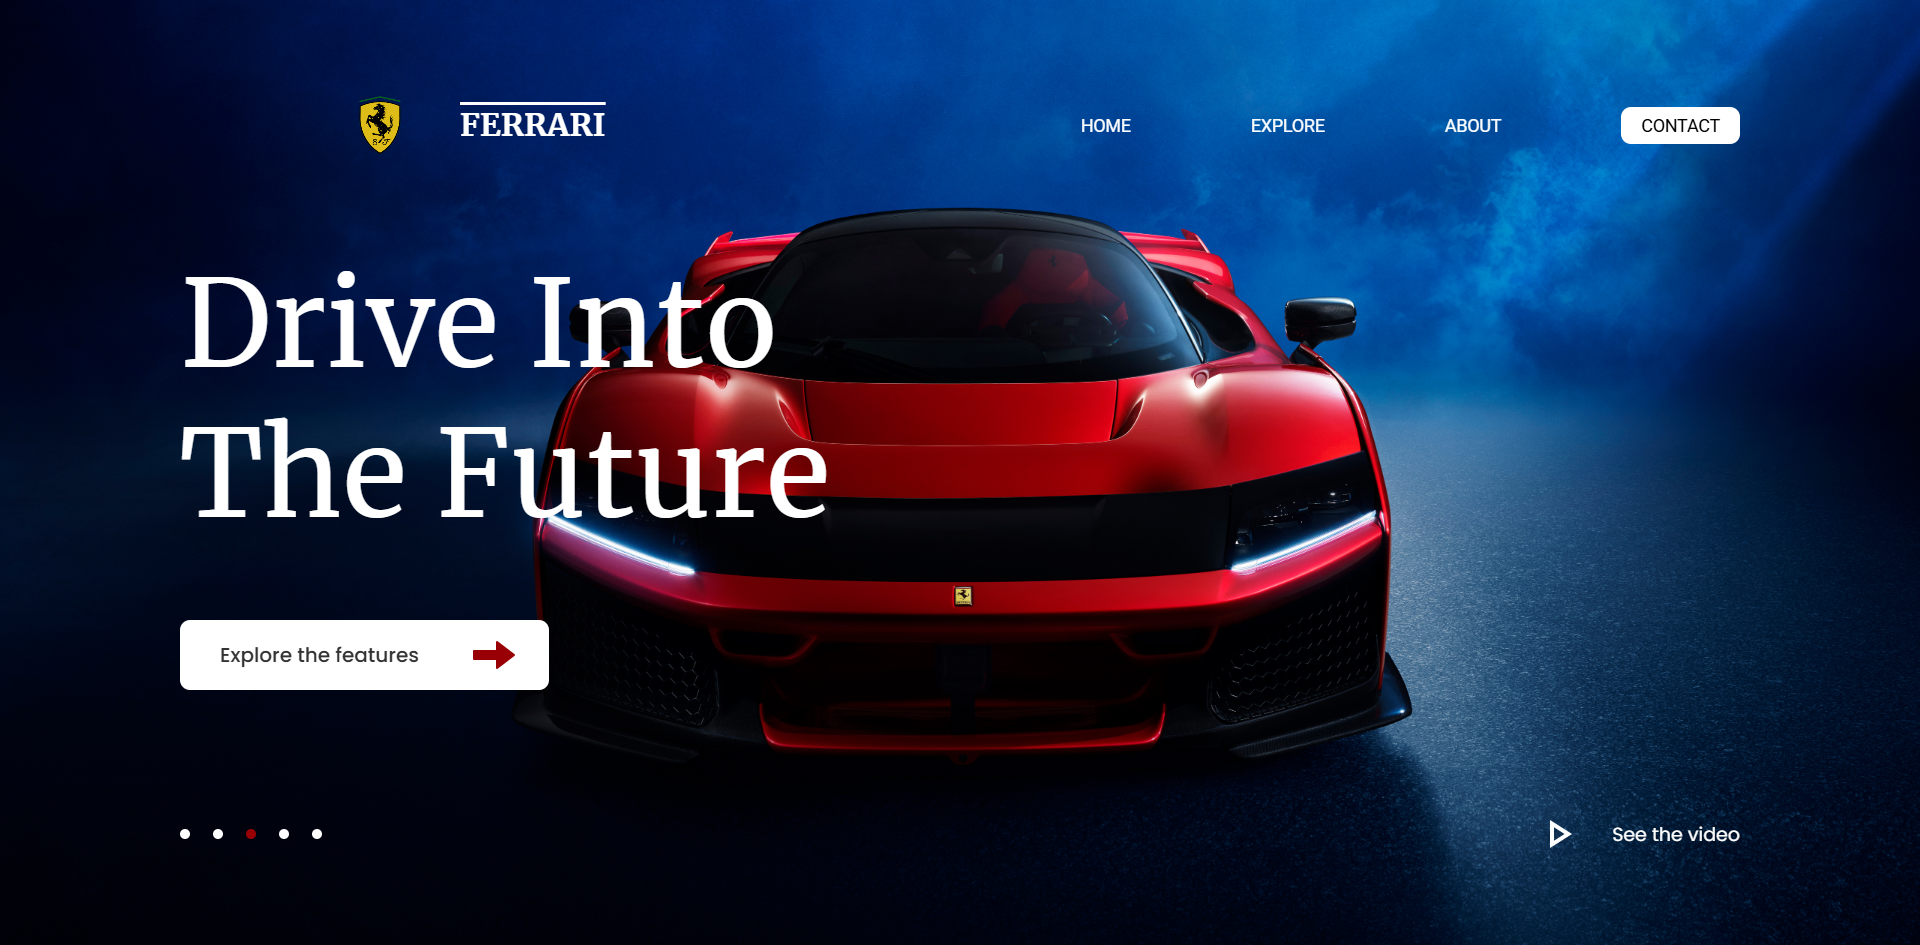 FERRARI
HOME
EXPLORE
ABOUT
CONTACT
Drive Into
The Future
Explore the features
See the video